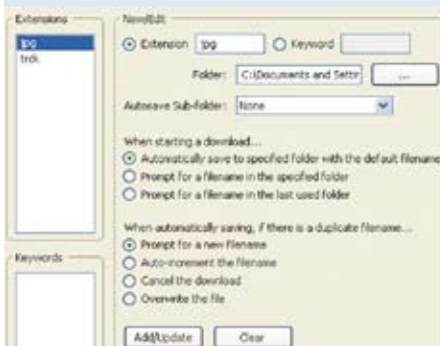 Extensions
jpg
Keywords
New/Edit
Extension jpg Keyword
Folder: C:\Documents and Settin ...
Autosave Sub-folder: None
When starting a download...
Automatically save to specified folder with the default filename
Prompt for a filename in the specified folder
Prompt for a filename in the last used folder
When automatically saving, if there is a duplicate filename...
Prompt for a new filename
Auto-increment the filename
Cancel the download
Overwrite the file
Add/Update Clear